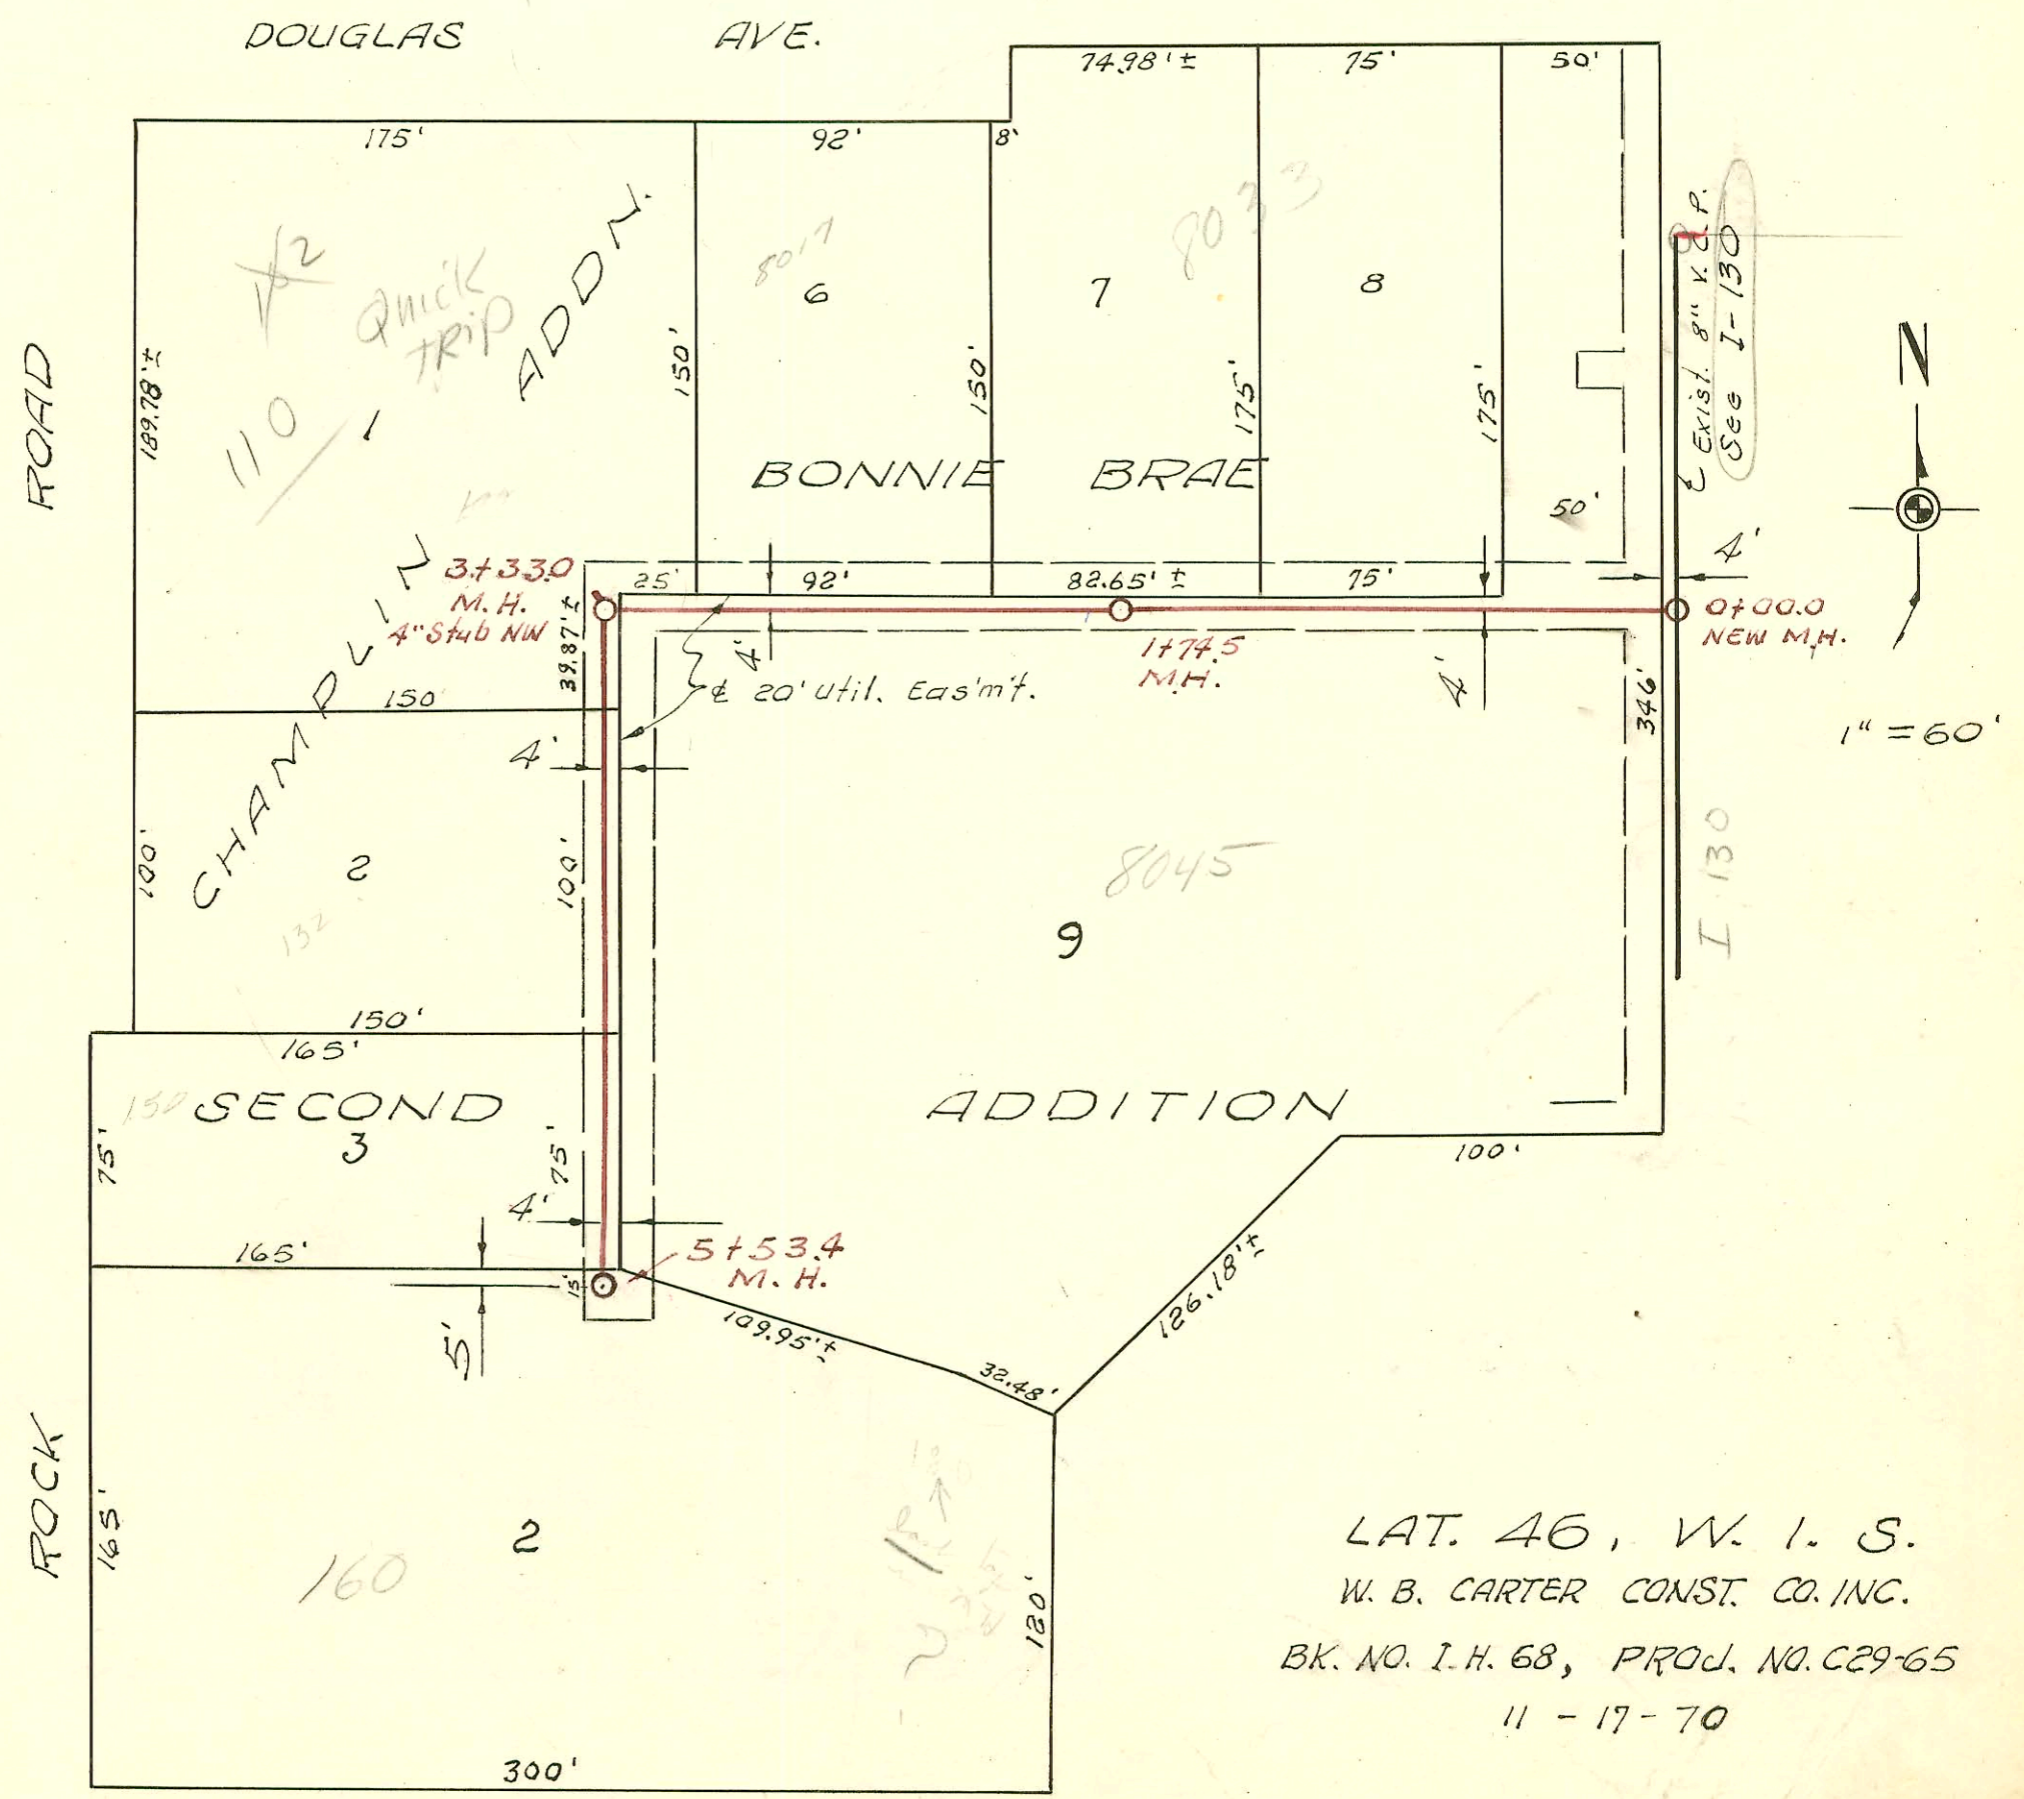 DOUGLAS AVE.
74.98'±
75'
50'
175'
92'
8'
ROAD
189.78'±
Quick
TRIP
110
1
8017
6
150'
150'
7
8033
175'
8
175'
50'
Exist. 8" V.C.P.
See I-130
N
CHAMPLIN ADDN.
BONNIE BRAE
3+33.0
M.H.
4" Stub NW
25'
92'
82.65'±
75'
4'
0+00.0
NEW M.H.
1+74.5
M.H.
39.87'±
4'
4'
346'
℄ 20' Util. Eas'm't.
1" = 60'
150
4'
100'
2
132
100'
8045
9
I 130
150'
165'
150
SECOND ADDITION
3
75'
75'
4'
100'
165'
5+53.4
M.H.
15'
5'
109.95'±
32.48'
126.18'±
ROCK
165'
2
160
120'
300'
LAT. 46, W. I. S.
W. B. CARTER CONST. CO. INC.
BK. NO. I.H. 68, PROJ. NO. C29-65
11 - 17 - 70